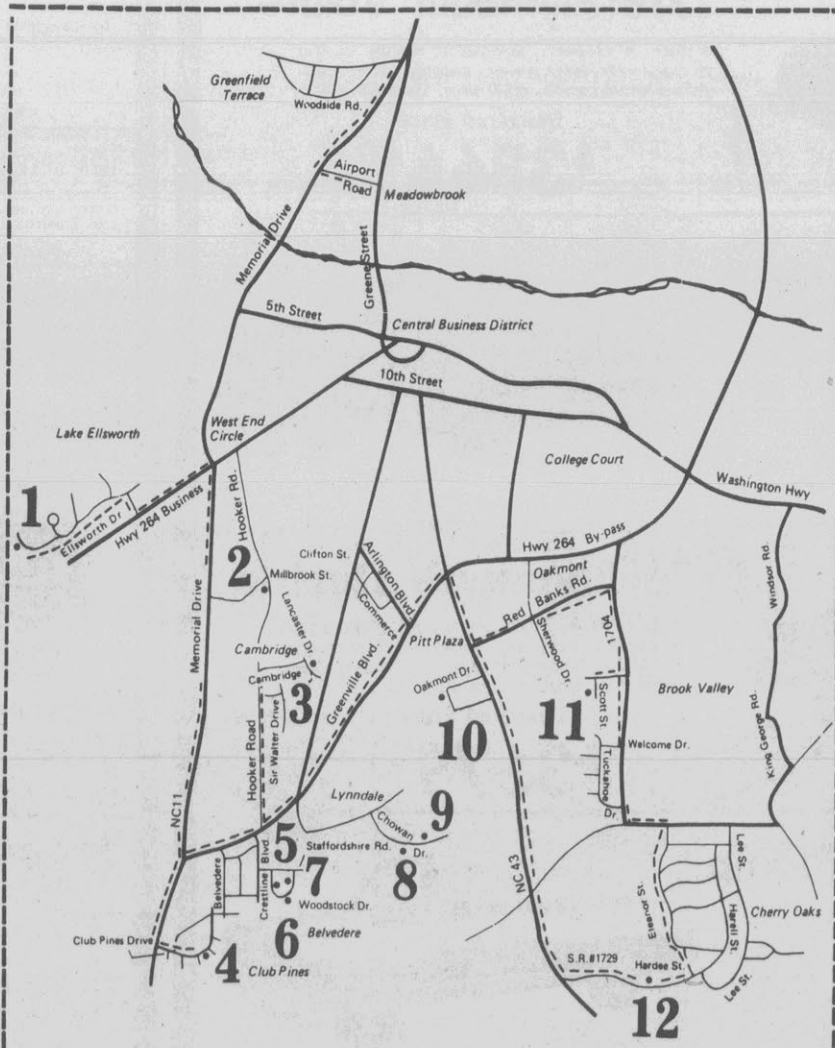 Greenfield
Terrace
Woodside Rd.
Airport
Road
Meadowbrook
Memorial Drive
Greene Street
5th Street
Central Business District
10th Street
West End
Circle
Lake Ellsworth
College Court
Washington Hwy
1
Ellsworth Dr
Hwy 264 Business
Hooker Rd.
Hwy 264 By-pass
Clifton St.
Arlington Blvd.
Commerce
Oakmont
Red Banks Rd.
Windsor Rd.
2
Millbrook St.
Lancaster Dr.
Memorial Drive
Pitt Plaza
Sherwood Dr.
1704
Cambridge
Cambridge
3
Greenville Blvd.
Oakmont Dr.
10
11
Scott St.
Brook Valley
Hooker Road
Sir Walter Drive
Welcome Dr.
Tuckahoe
Dr.
King George Rd.
NC11
Lynndale
9
Chowan
Dr.
8
5
Staffordshire Rd.
Belvedere
Crestline
Blvd
7
Woodstock Dr.
6
Belvedere
NC 43
Lee St.
Eleanor St.
Harell St.
Cherry Oaks
Club Pines Drive
4
Club Pines
S.R.#1729
Hardee St.
Lee St.
12